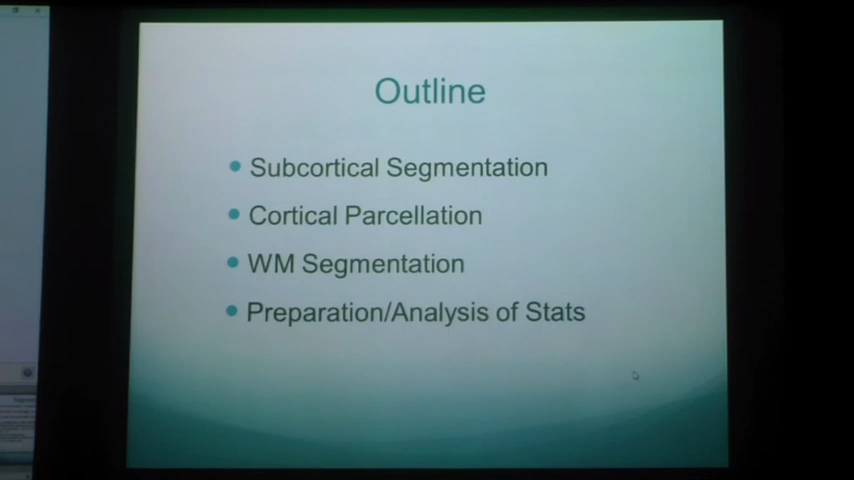 Outline
Subcortical Segmentation
Cortical Parcellation
WM Segmentation
Preparation/Analysis of Stats